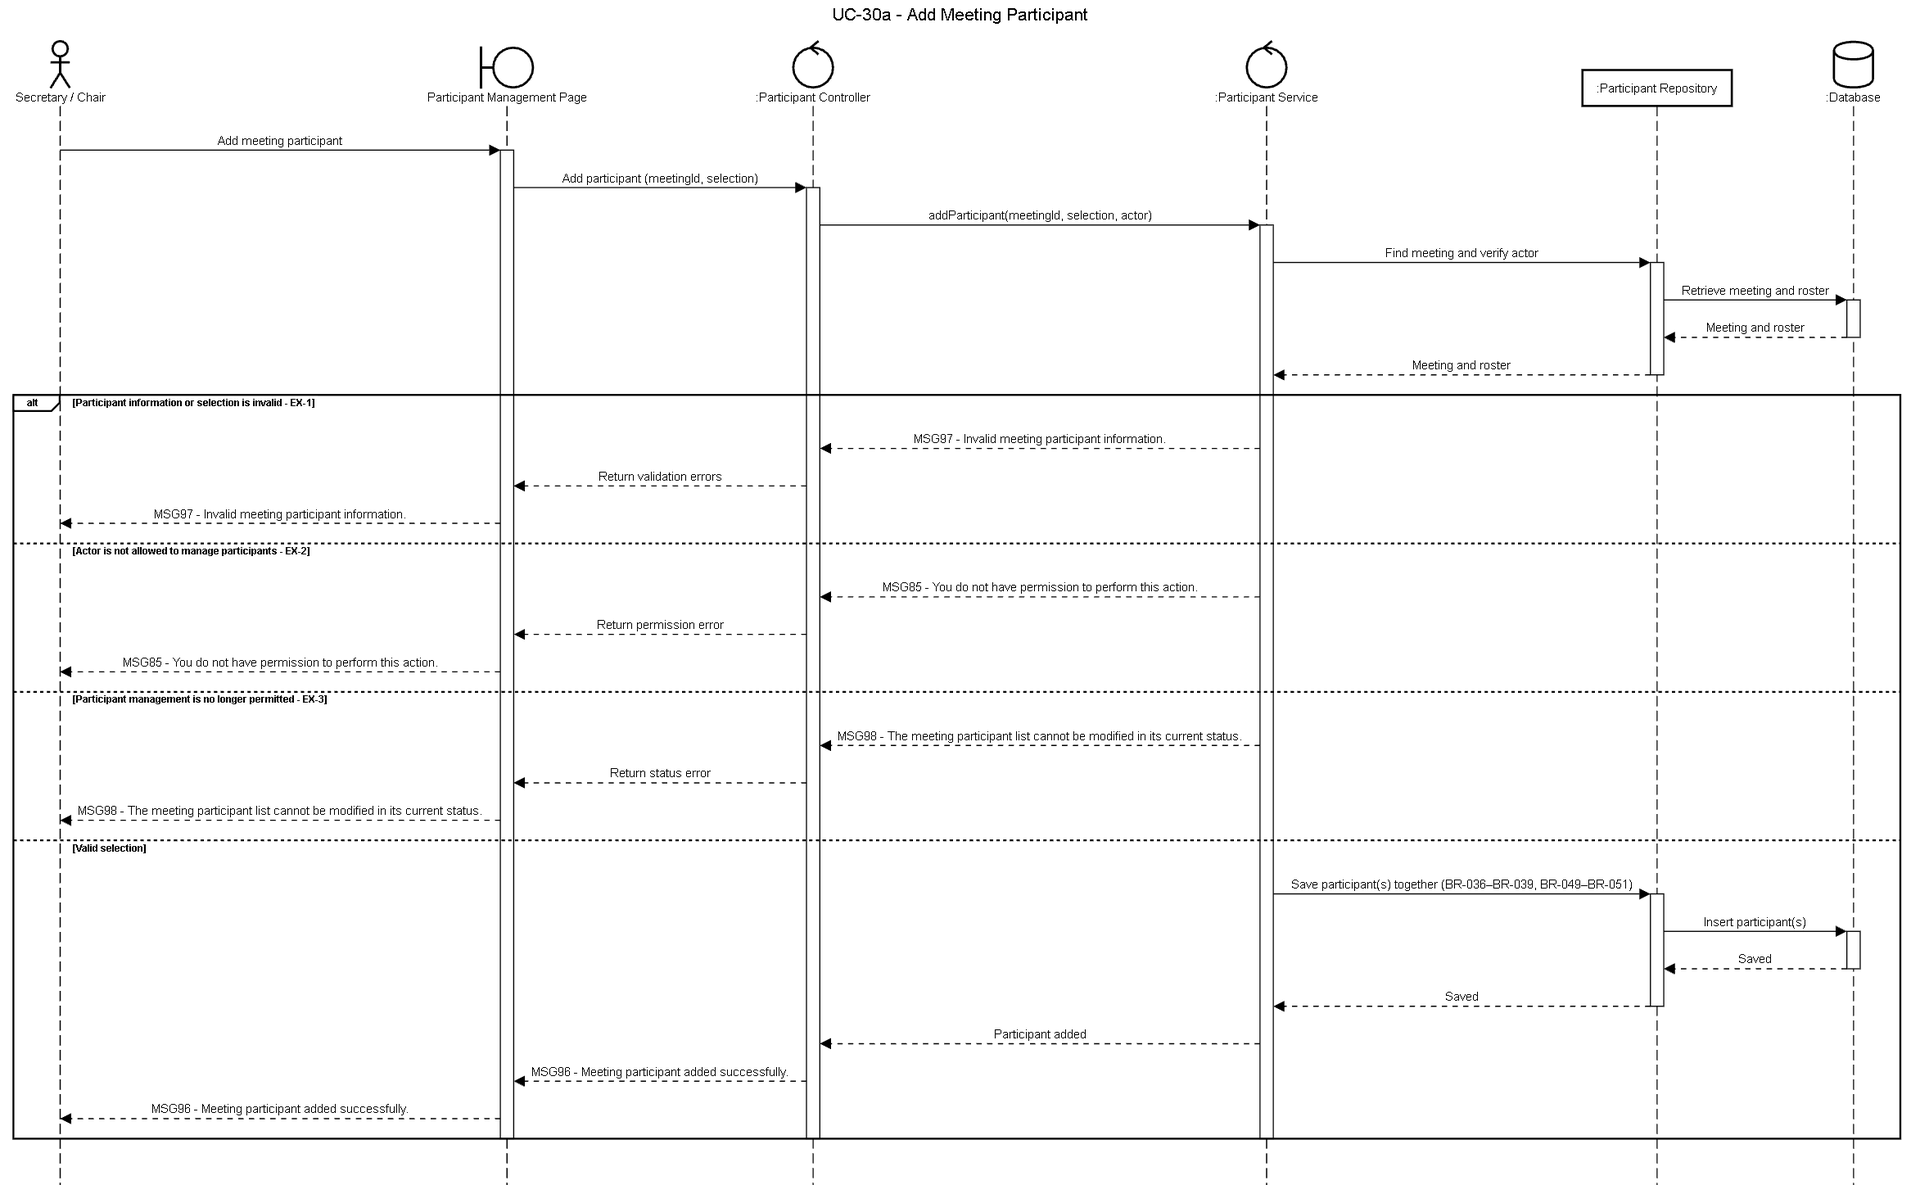 UC-30a - Add Meeting Participant
Secretary / Chair
Participant Management Page
:Participant Controller
:Participant Service
:Participant Repository
:Database
Add meeting participant
Add participant (meetingId, selection)
addParticipant(meetingId, selection, actor)
Find meeting and verify actor
Retrieve meeting and roster
Meeting and roster
Meeting and roster
alt
[Participant information or selection is invalid - EX-1]
MSG97 - Invalid meeting participant information.
Return validation errors
MSG97 - Invalid meeting participant information.
[Actor is not allowed to manage participants - EX-2]
MSG85 - You do not have permission to perform this action.
Return permission error
MSG85 - You do not have permission to perform this action.
[Participant management is no longer permitted - EX-3]
MSG98 - The meeting participant list cannot be modified in its current status.
Return status error
MSG98 - The meeting participant list cannot be modified in its current status.
[Valid selection]
Save participant(s) together (BR-036–BR-039, BR-049–BR-051)
Insert participant(s)
Saved
Saved
Participant added
MSG96 - Meeting participant added successfully.
MSG96 - Meeting participant added successfully.